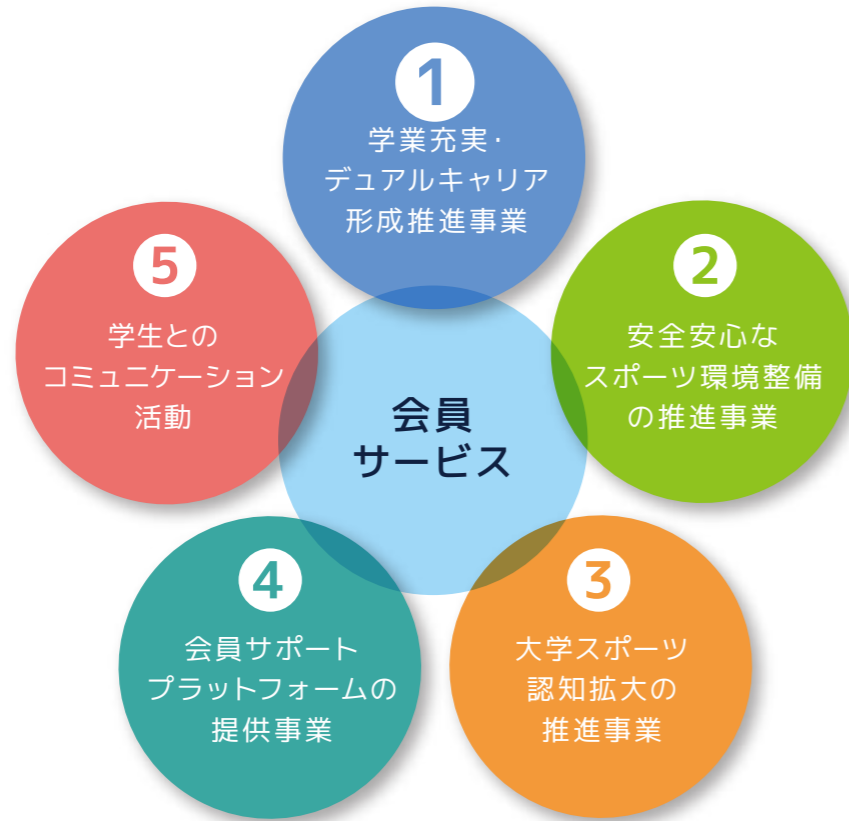 1
学業充実・
デュアルキャリア
形成推進事業
2
安全安心な
スポーツ環境整備
の推進事業
3
大学スポーツ
認知拡大の
推進事業
4
会員サポート
プラットフォームの
提供事業
5
学生との
コミュニケーション
活動
会員
サービス